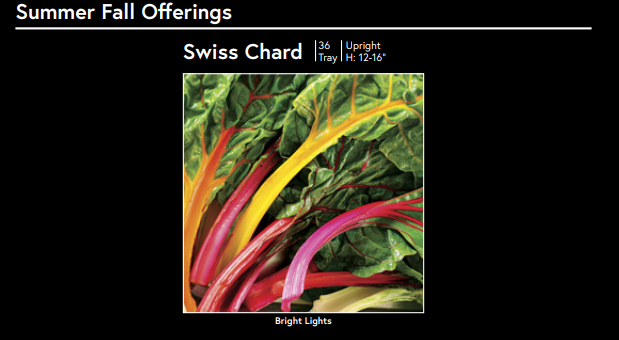 Summer Fall Offerings
Swiss Chard
36 Tray
Upright
H: 12-16"
Bright Lights